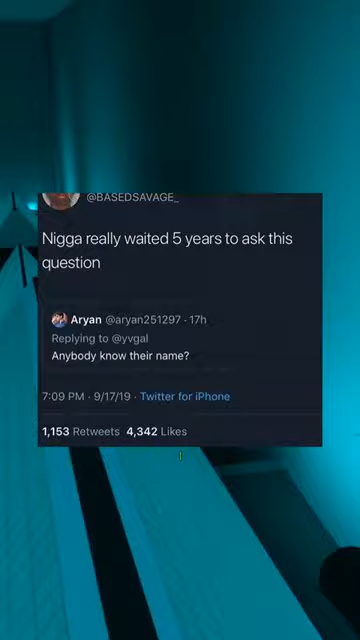 @BASEDSAVAGE_
Nigga really waited 5 years to ask this
question
Aryan @aryan251297 · 17h
Replying to @yvgal
Anybody know their name?
7:09 PM · 9/17/19 · Twitter for iPhone
1,153 Retweets 4,342 Likes